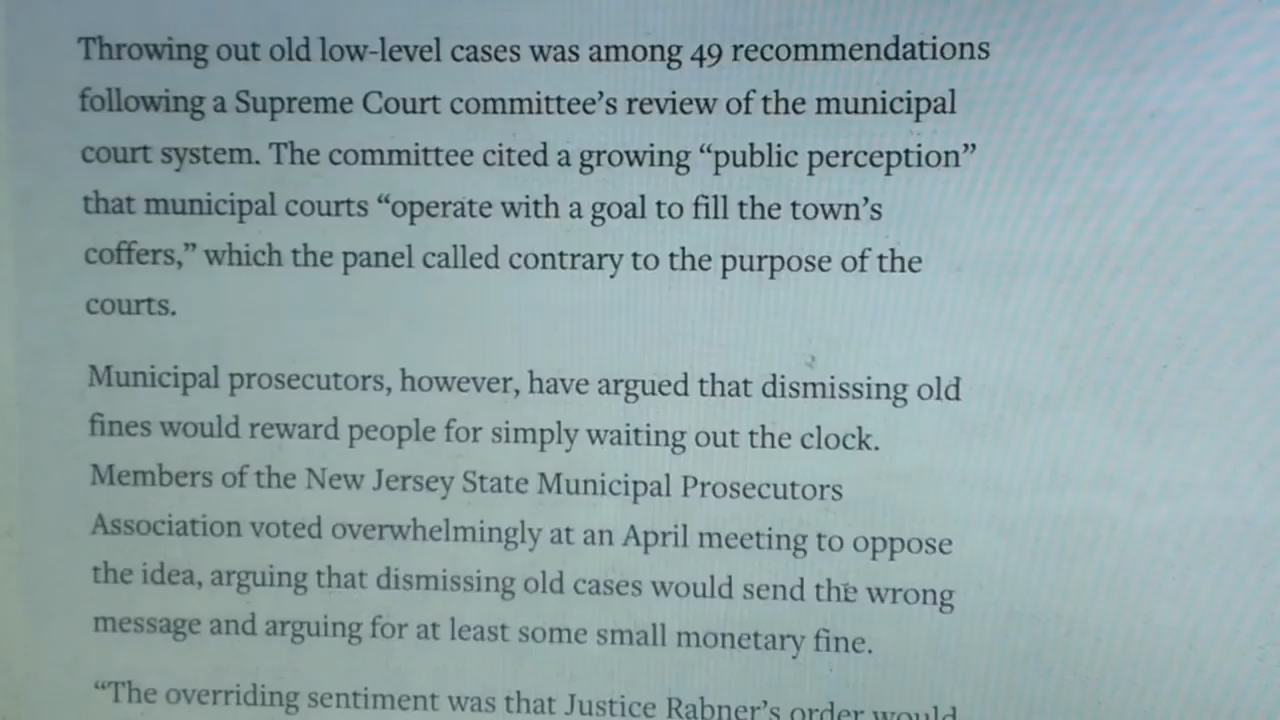 Throwing out old low-level cases was among 49 recommendations
following a Supreme Court committee’s review of the municipal
court system. The committee cited a growing “public perception”
that municipal courts “operate with a goal to fill the town’s
coffers,” which the panel called contrary to the purpose of the
courts.
Municipal prosecutors, however, have argued that dismissing old
fines would reward people for simply waiting out the clock.
Members of the New Jersey State Municipal Prosecutors
Association voted overwhelmingly at an April meeting to oppose
the idea, arguing that dismissing old cases would send the wrong
message and arguing for at least some small monetary fine.
“The overriding sentiment was that Justice Rabner’s order would